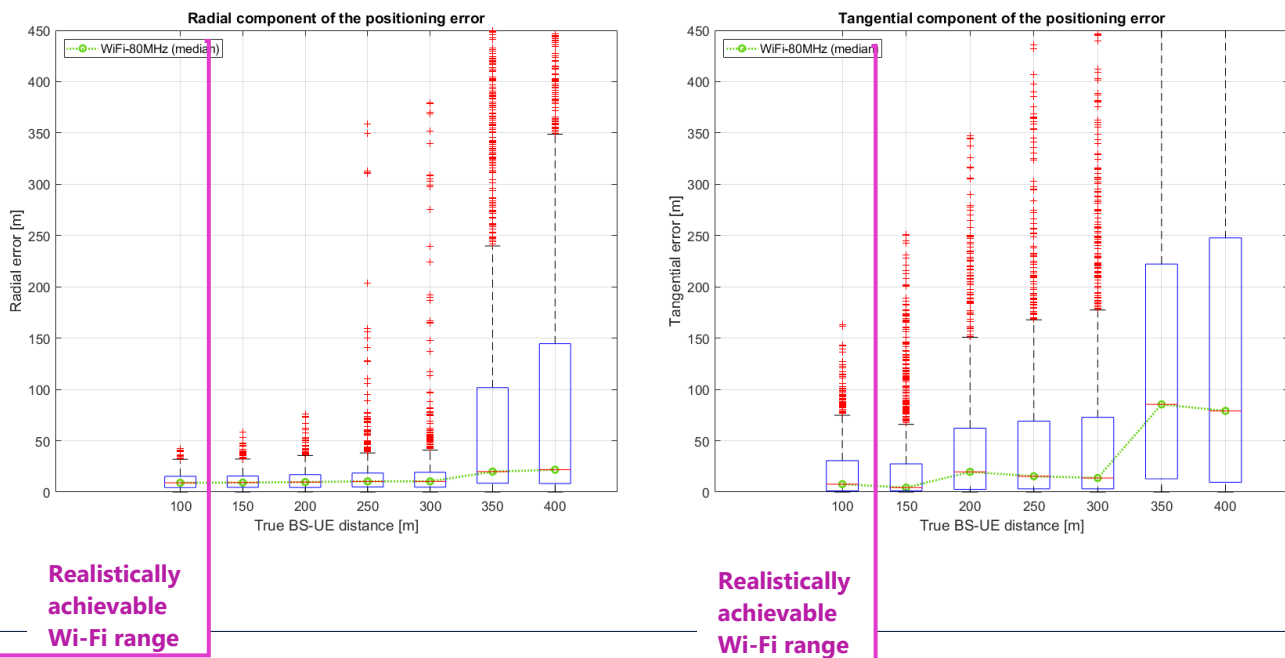 Radial component of the positioning error
WiFi-80MHz (median)
450
400
350
300
250
200
150
100
50
0
Radial error [m]
100 150 200 250 300 350 400
True BS-UE distance [m]
Realistically
achievable
Wi-Fi range
Tangential component of the positioning error
WiFi-80MHz (median)
450
400
350
300
250
200
150
100
50
0
Tangential error [m]
100 150 200 250 300 350 400
True BS-UE distance [m]
Realistically
achievable
Wi-Fi range